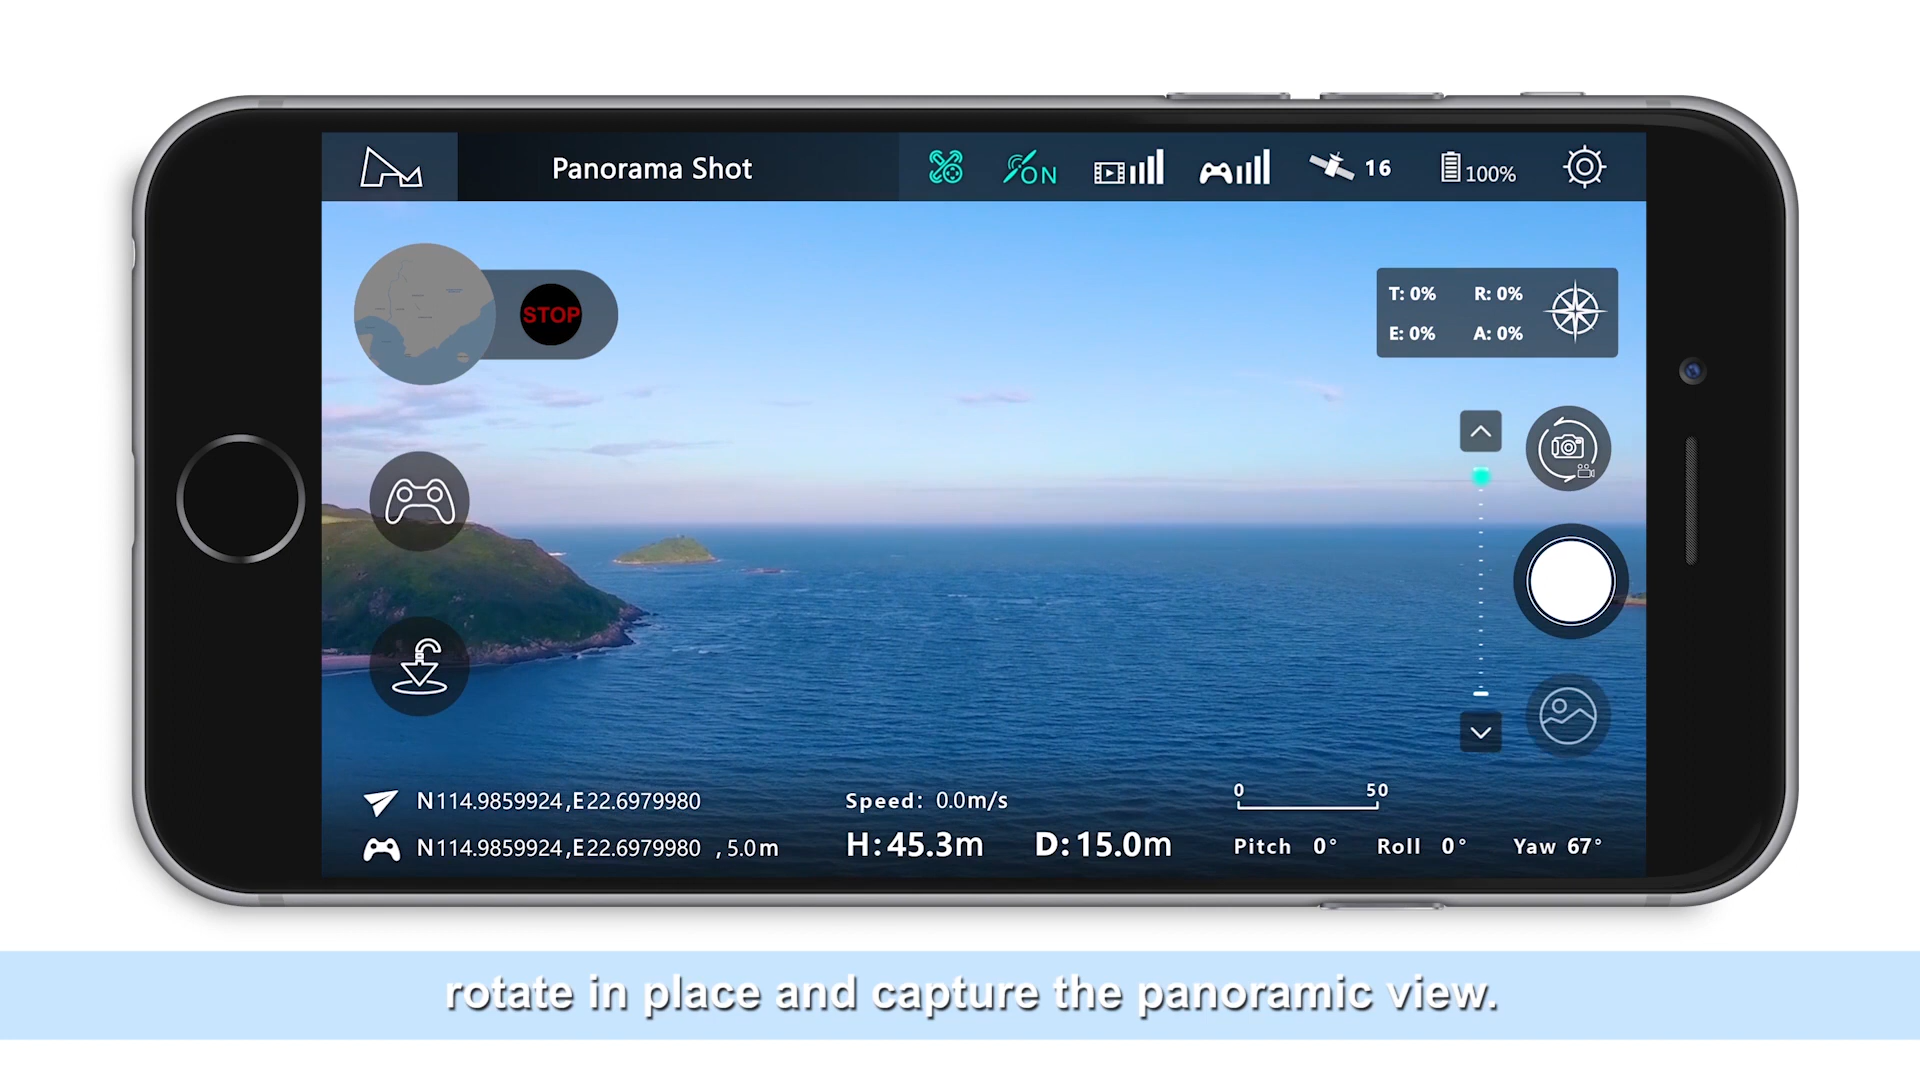 Panorama Shot
ON
16
100%
STOP
T: 0% R: 0%
E: 0% A: 0%
N114.9859924,E22.6979980
Speed: 0.0m/s
0 50
N114.9859924,E22.6979980 ,5.0m
H:45.3m D:15.0m
Pitch 0° Roll 0° Yaw 67°
rotate in place and capture the panoramic view.